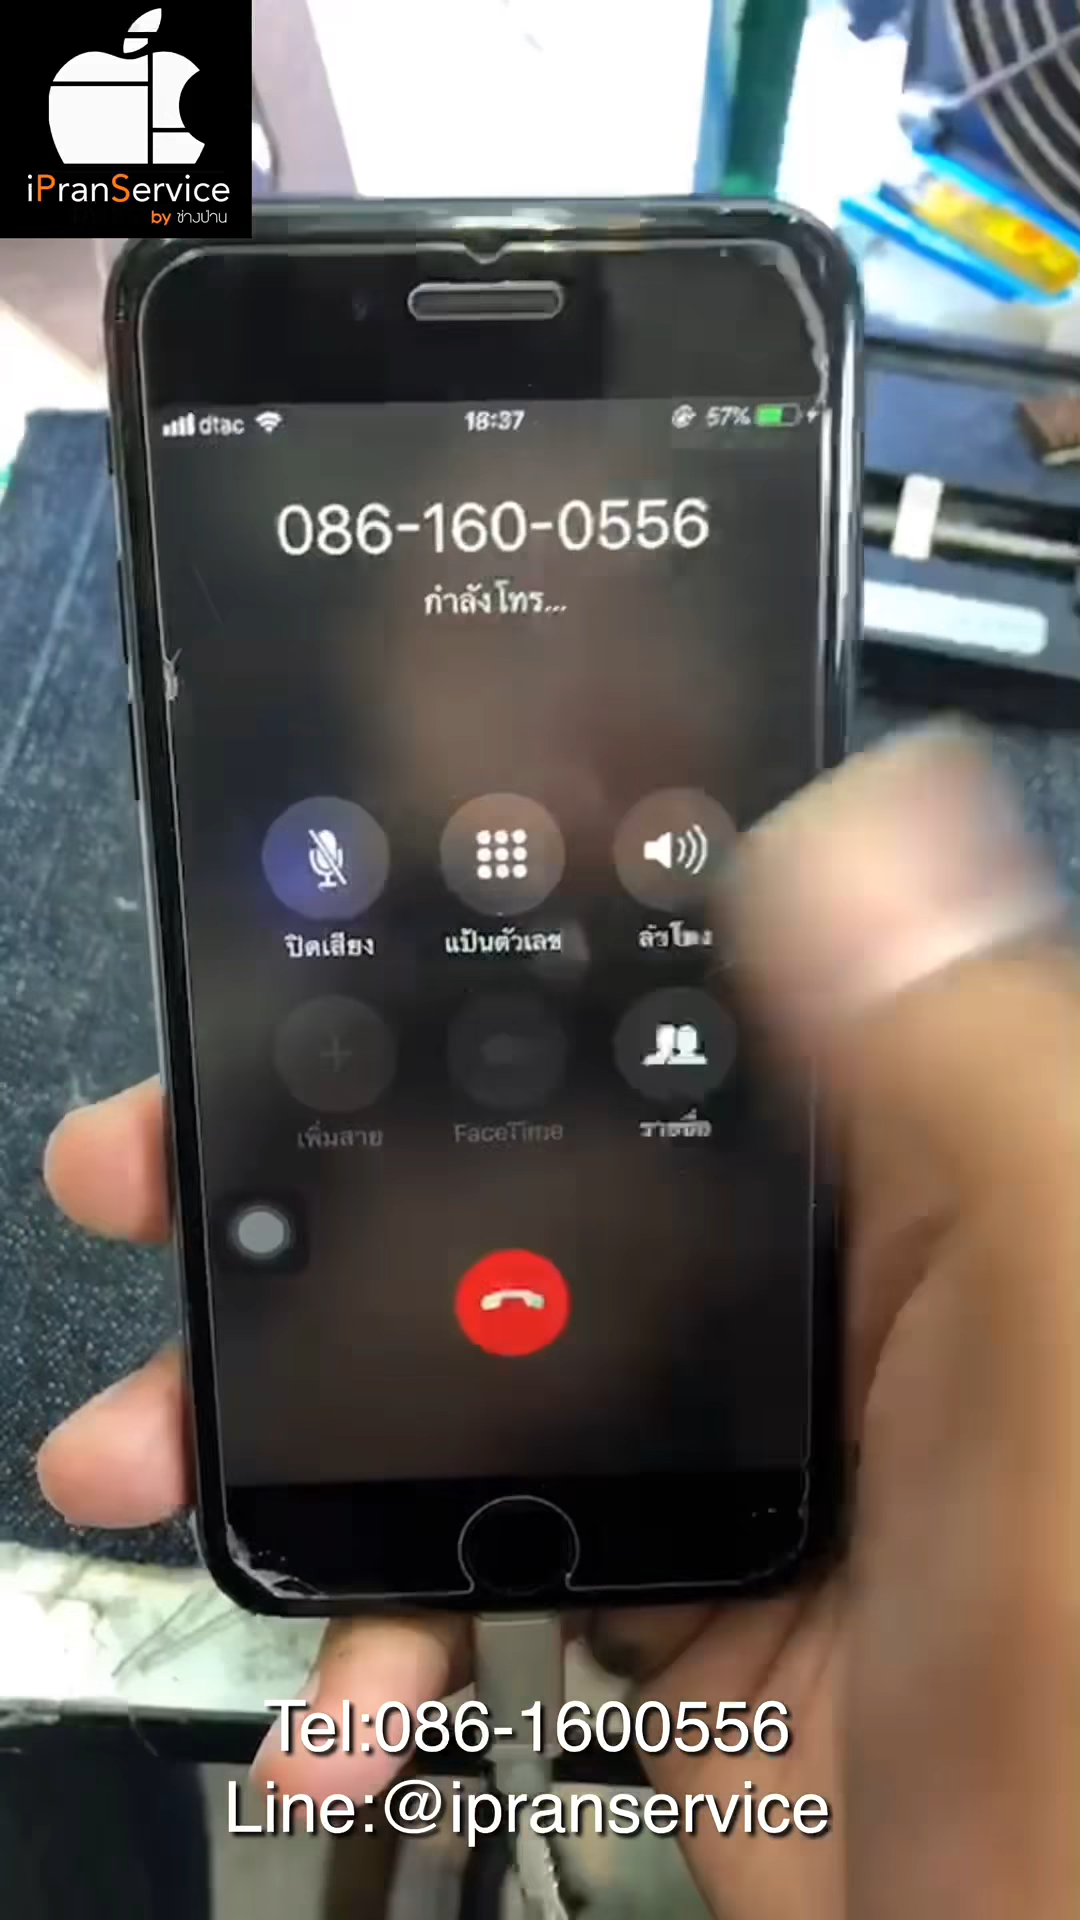 iPranService
by ช่างปาน
dtac 18:37 57%
086-160-0556
กำลังโทร...
ปิดเสียง แป้นตัวเลข ลำโพง
เพิ่มสาย FaceTime รายชื่อ
Tel:086-1600556
Line:@ipranservice